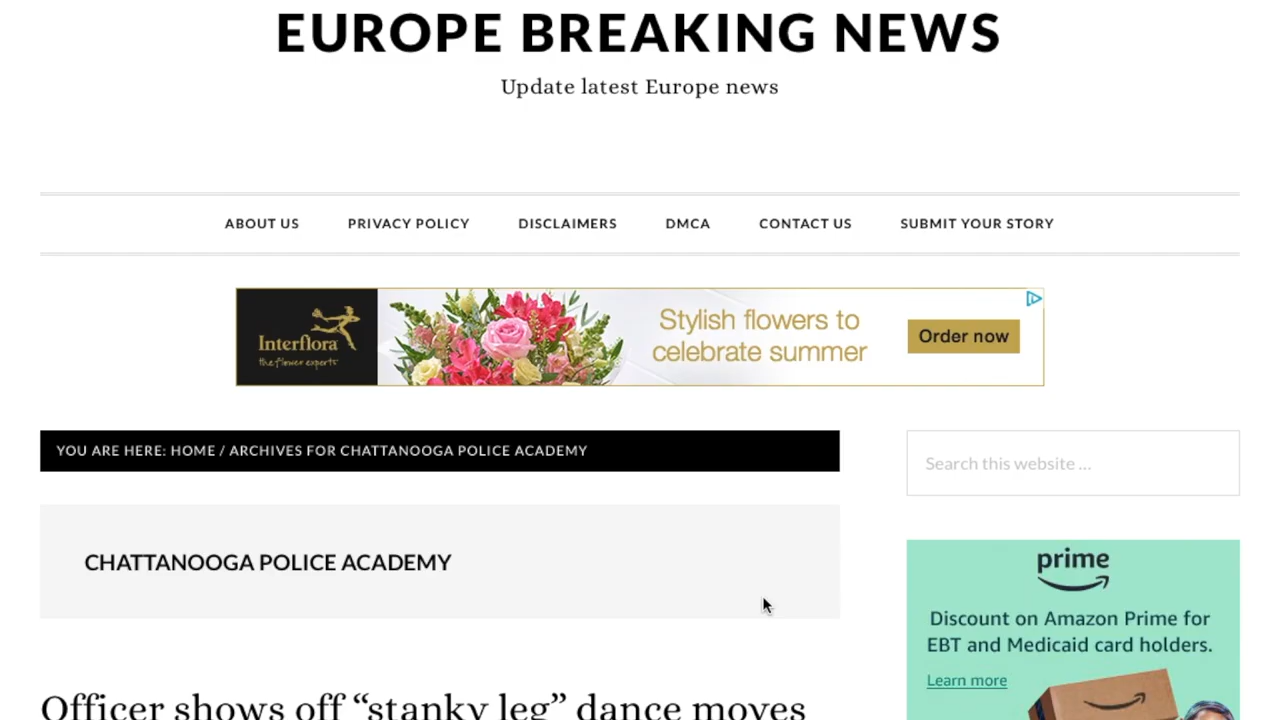 EUROPE BREAKING NEWS
Update latest Europe news
ABOUT US PRIVACY POLICY DISCLAIMERS DMCA CONTACT US SUBMIT YOUR STORY
Interflora
the flower experts
Stylish flowers to
celebrate summer
Order now
YOU ARE HERE: HOME / ARCHIVES FOR CHATTANOOGA POLICE ACADEMY
Search this website ...
CHATTANOOGA POLICE ACADEMY
prime
Discount on Amazon Prime for
EBT and Medicaid card holders.
Learn more
Officer shows off “stanky leg” dance moves